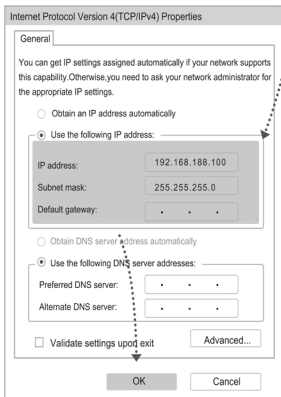 Internet Protocol Version 4(TCP/IPv4) Properties
General
You can get IP settings assigned automatically if your network supports
this capability.Otherwise,you need to ask your network administrator for
the appropriate IP settings.
Obtain an IP address automatically
Use the following IP address:
IP address: 192.168.188.100
Subnet mask: 255.255.255.0
Default gateway: . . .
Obtain DNS server address automatically
Use the following DNS server addresses:
Preferred DNS server: . . .
Alternate DNS server: . . .
Validate settings upon exit Advanced...
OK Cancel